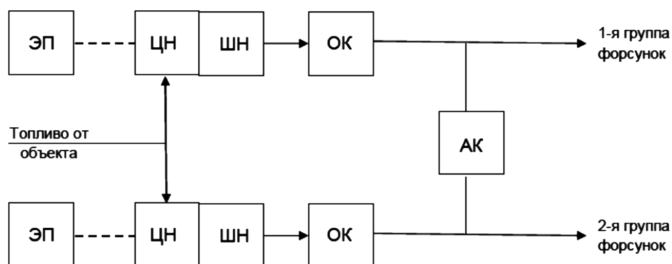 ЭП
ЦН
ШН
ОК
1-я группа
форсунок
Топливо от
объекта
АК
ЭП
ЦН
ШН
ОК
2-я группа
форсунок